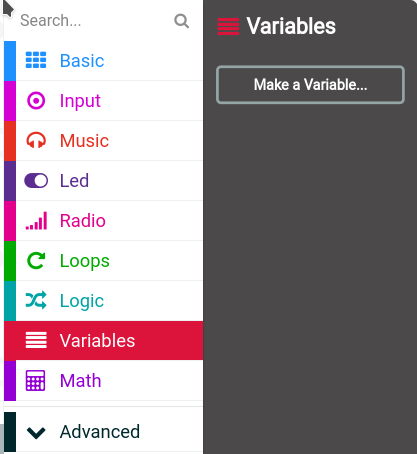 Search...
Basic
Input
Music
Led
Radio
Loops
Logic
Variables
Math
Advanced
Variables
Make a Variable...